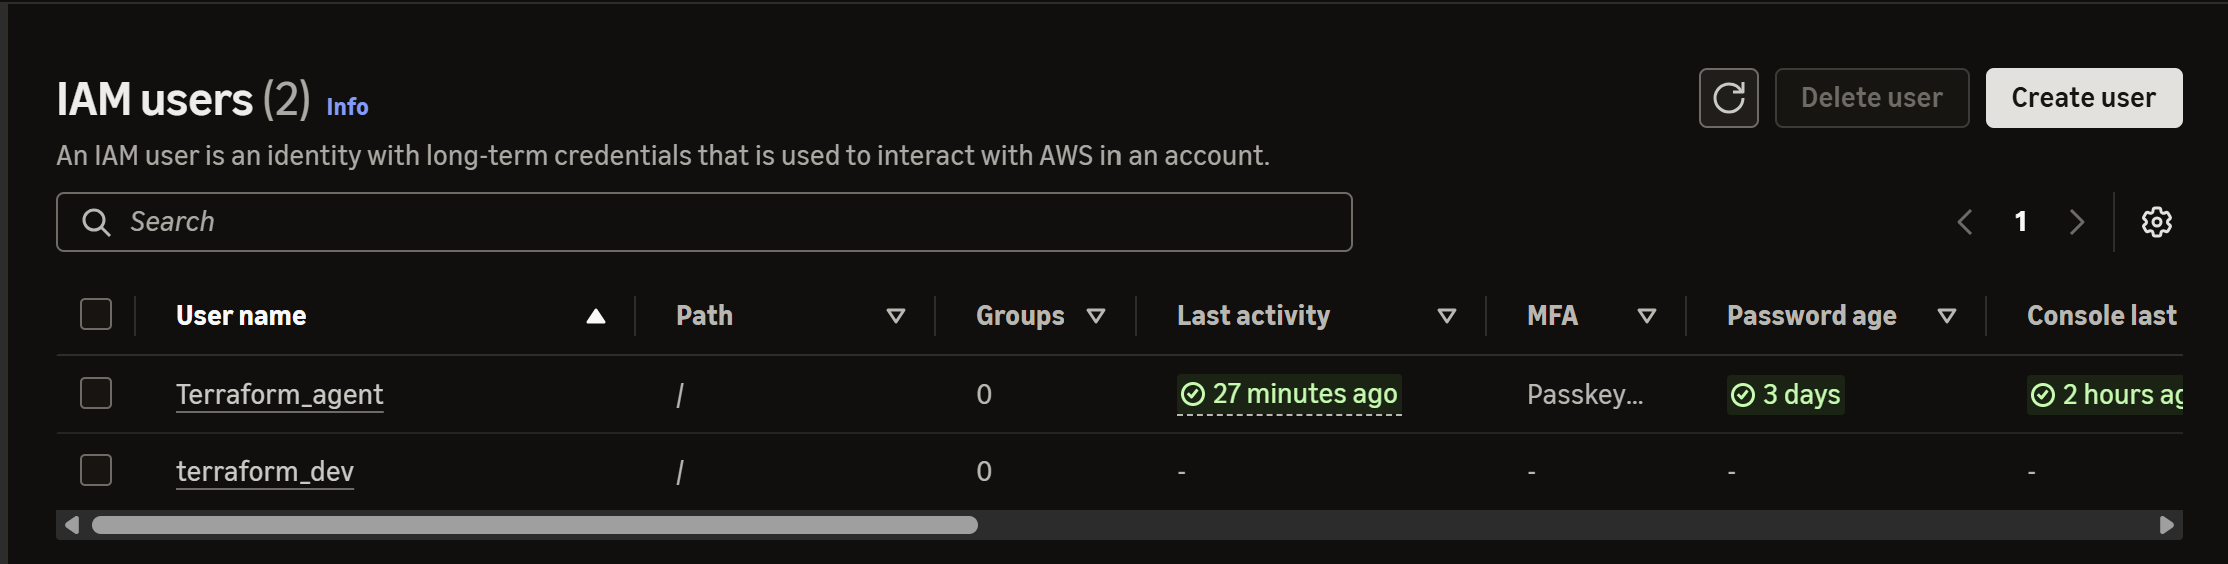 IAM users (2) Info
Delete user
Create user
An IAM user is an identity with long-term credentials that is used to interact with AWS in an account.
Search
1
User name Path Groups Last activity MFA Password age Console last
Terraform_agent / 0 27 minutes ago Passkey... 3 days 2 hours ag
terraform_dev / 0 - - - -